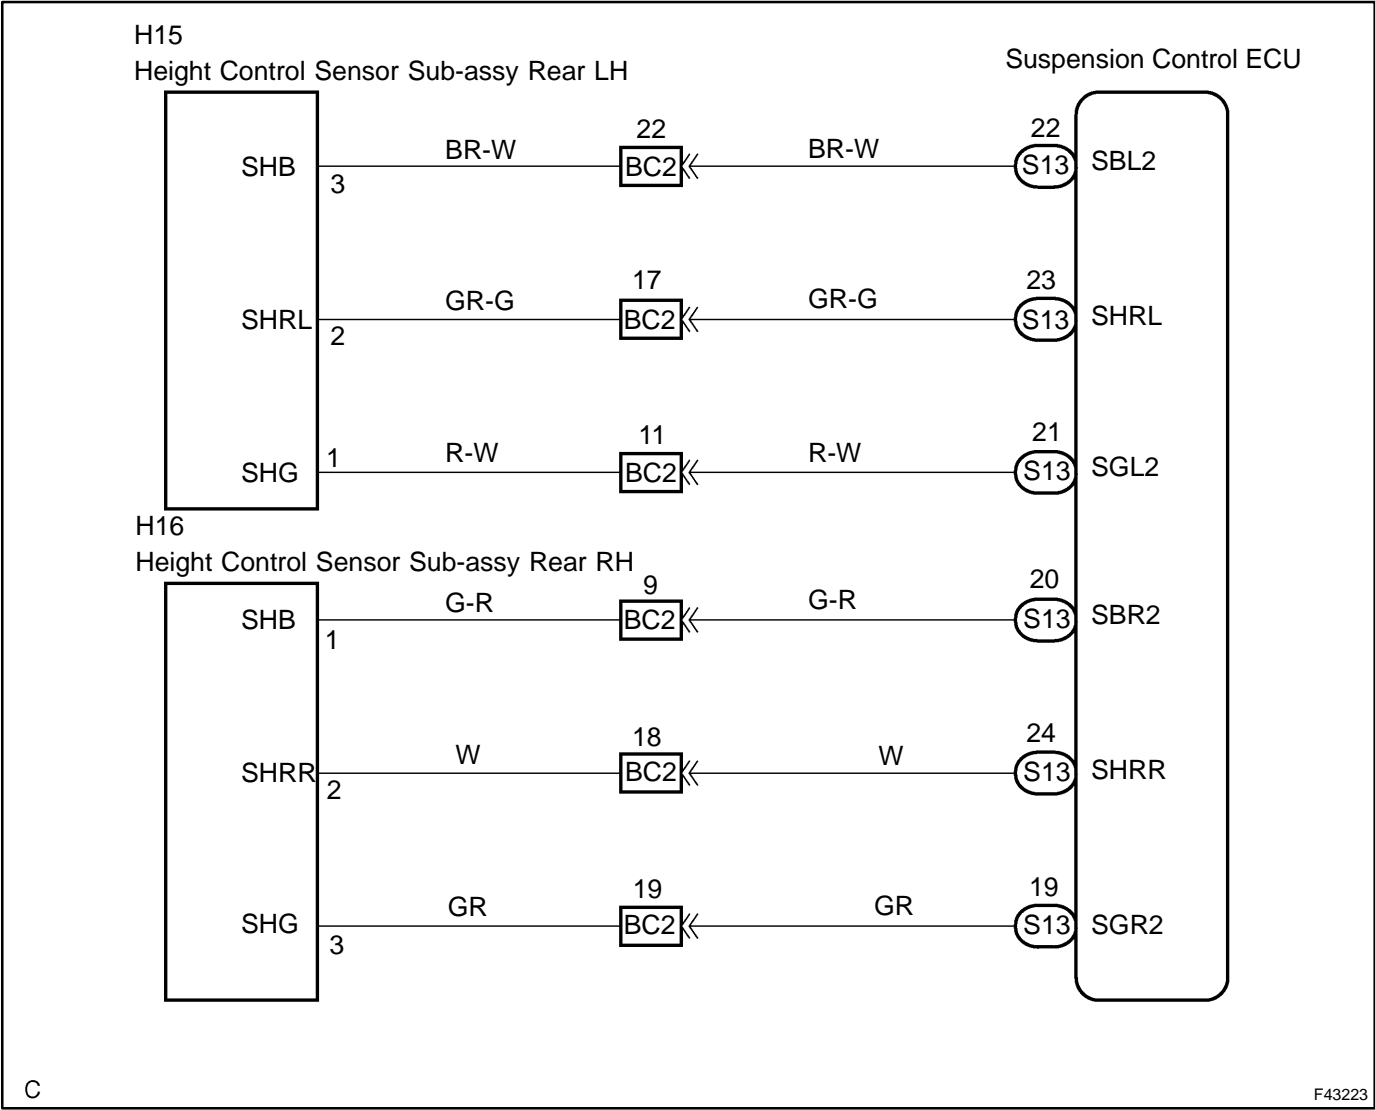 H15
Height Control Sensor Sub-assy Rear LH
Suspension Control ECU
SHB
3
BR-W
22
BC2
BR-W
22
S13
SBL2
SHRL
2
GR-G
17
BC2
GR-G
23
S13
SHRL
SHG
1
R-W
11
BC2
R-W
21
S13
SGL2
H16
Height Control Sensor Sub-assy Rear RH
SHB
1
G-R
9
BC2
G-R
20
S13
SBR2
SHRR
2
W
18
BC2
W
24
S13
SHRR
SHG
3
GR
19
BC2
GR
19
S13
SGR2
C
F43223